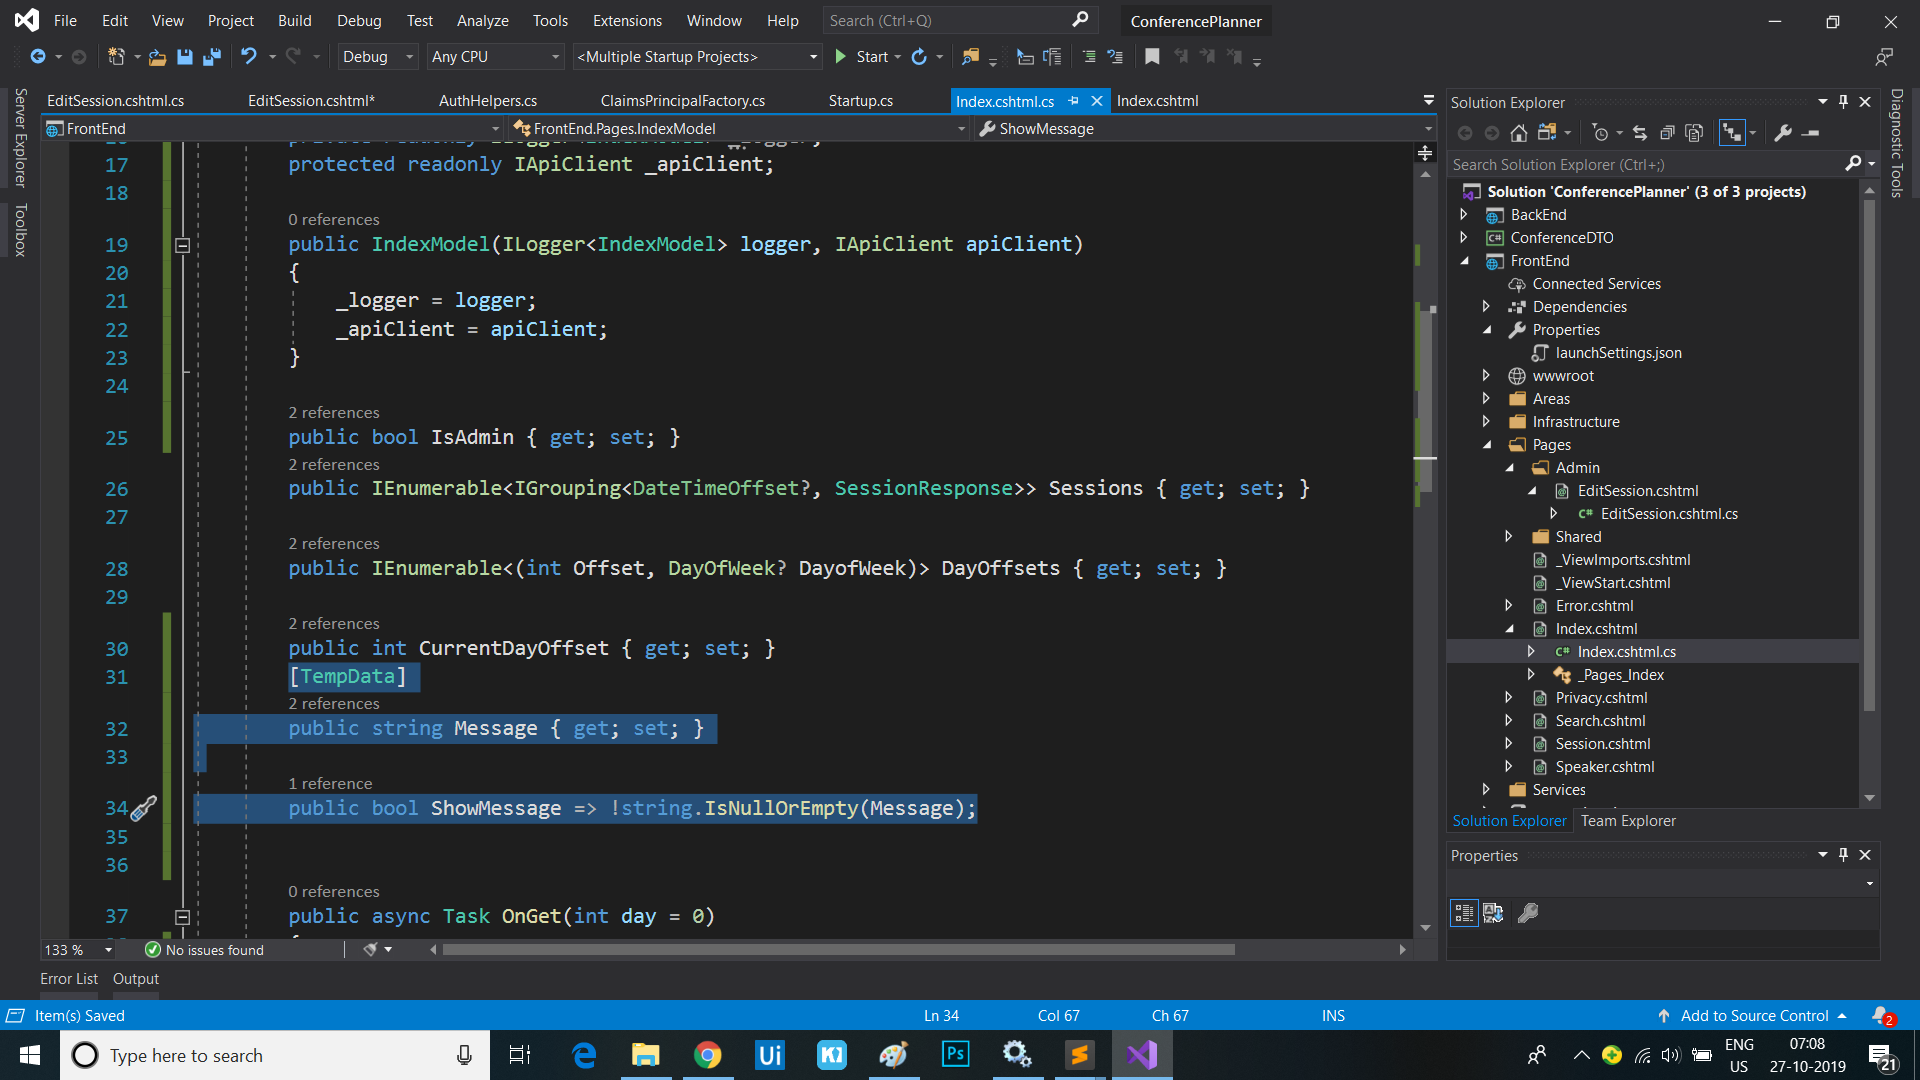 File Edit View Project Build Debug Test Analyze Tools Extensions Window Help Search (Ctrl+Q) ConferencePlanner
Debug Any CPU <Multiple Startup Projects> Start
Server Explorer
Toolbox
EditSession.cshtml.cs EditSession.cshtml* AuthHelpers.cs ClaimsPrincipalFactory.cs Startup.cs Index.cshtml.cs Index.cshtml
FrontEnd FrontEnd.Pages.IndexModel ShowMessage
17 protected readonly IApiClient _apiClient;
18
0 references
19 public IndexModel(ILogger<IndexModel> logger, IApiClient apiClient)
20 {
21 _logger = logger;
22 _apiClient = apiClient;
23 }
24
2 references
25 public bool IsAdmin { get; set; }
2 references
26 public IEnumerable<IGrouping<DateTimeOffset?, SessionResponse>> Sessions { get; set; }
27
2 references
28 public IEnumerable<(int Offset, DayOfWeek? DayofWeek)> DayOffsets { get; set; }
29
2 references
30 public int CurrentDayOffset { get; set; }
31 [TempData]
2 references
32 public string Message { get; set; }
33
1 reference
34 public bool ShowMessage => !string.IsNullOrEmpty(Message);
35
36
0 references
37 public async Task OnGet(int day = 0)
133 % No issues found
Error List Output
Solution Explorer
Search Solution Explorer (Ctrl+;)
Solution 'ConferencePlanner' (3 of 3 projects)
BackEnd
ConferenceDTO
FrontEnd
Connected Services
Dependencies
Properties
launchSettings.json
wwwroot
Areas
Infrastructure
Pages
Admin
EditSession.cshtml
EditSession.cshtml.cs
Shared
_ViewImports.cshtml
_ViewStart.cshtml
Error.cshtml
Index.cshtml
Index.cshtml.cs
_Pages_Index
Privacy.cshtml
Search.cshtml
Session.cshtml
Speaker.cshtml
Services
Solution Explorer Team Explorer
Properties
Diagnostic Tools
Item(s) Saved Ln 34 Col 67 Ch 67 INS Add to Source Control 2
Type here to search Ui Ps ENG US 07:08 27-10-2019 21